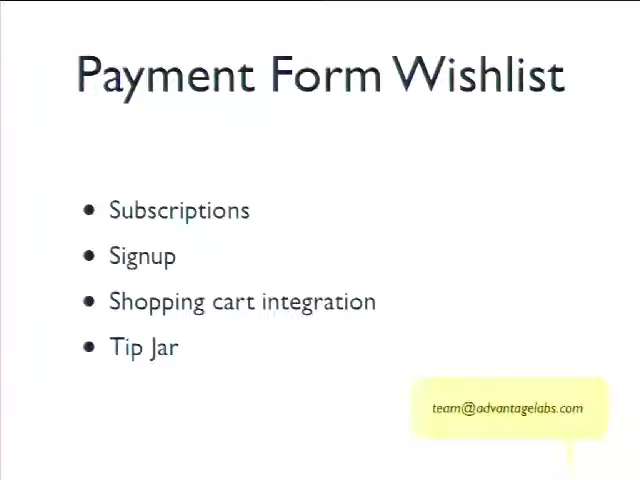 Payment Form Wishlist
• Subscriptions
• Signup
• Shopping cart integration
• Tip Jar
team@advantagelabs.com